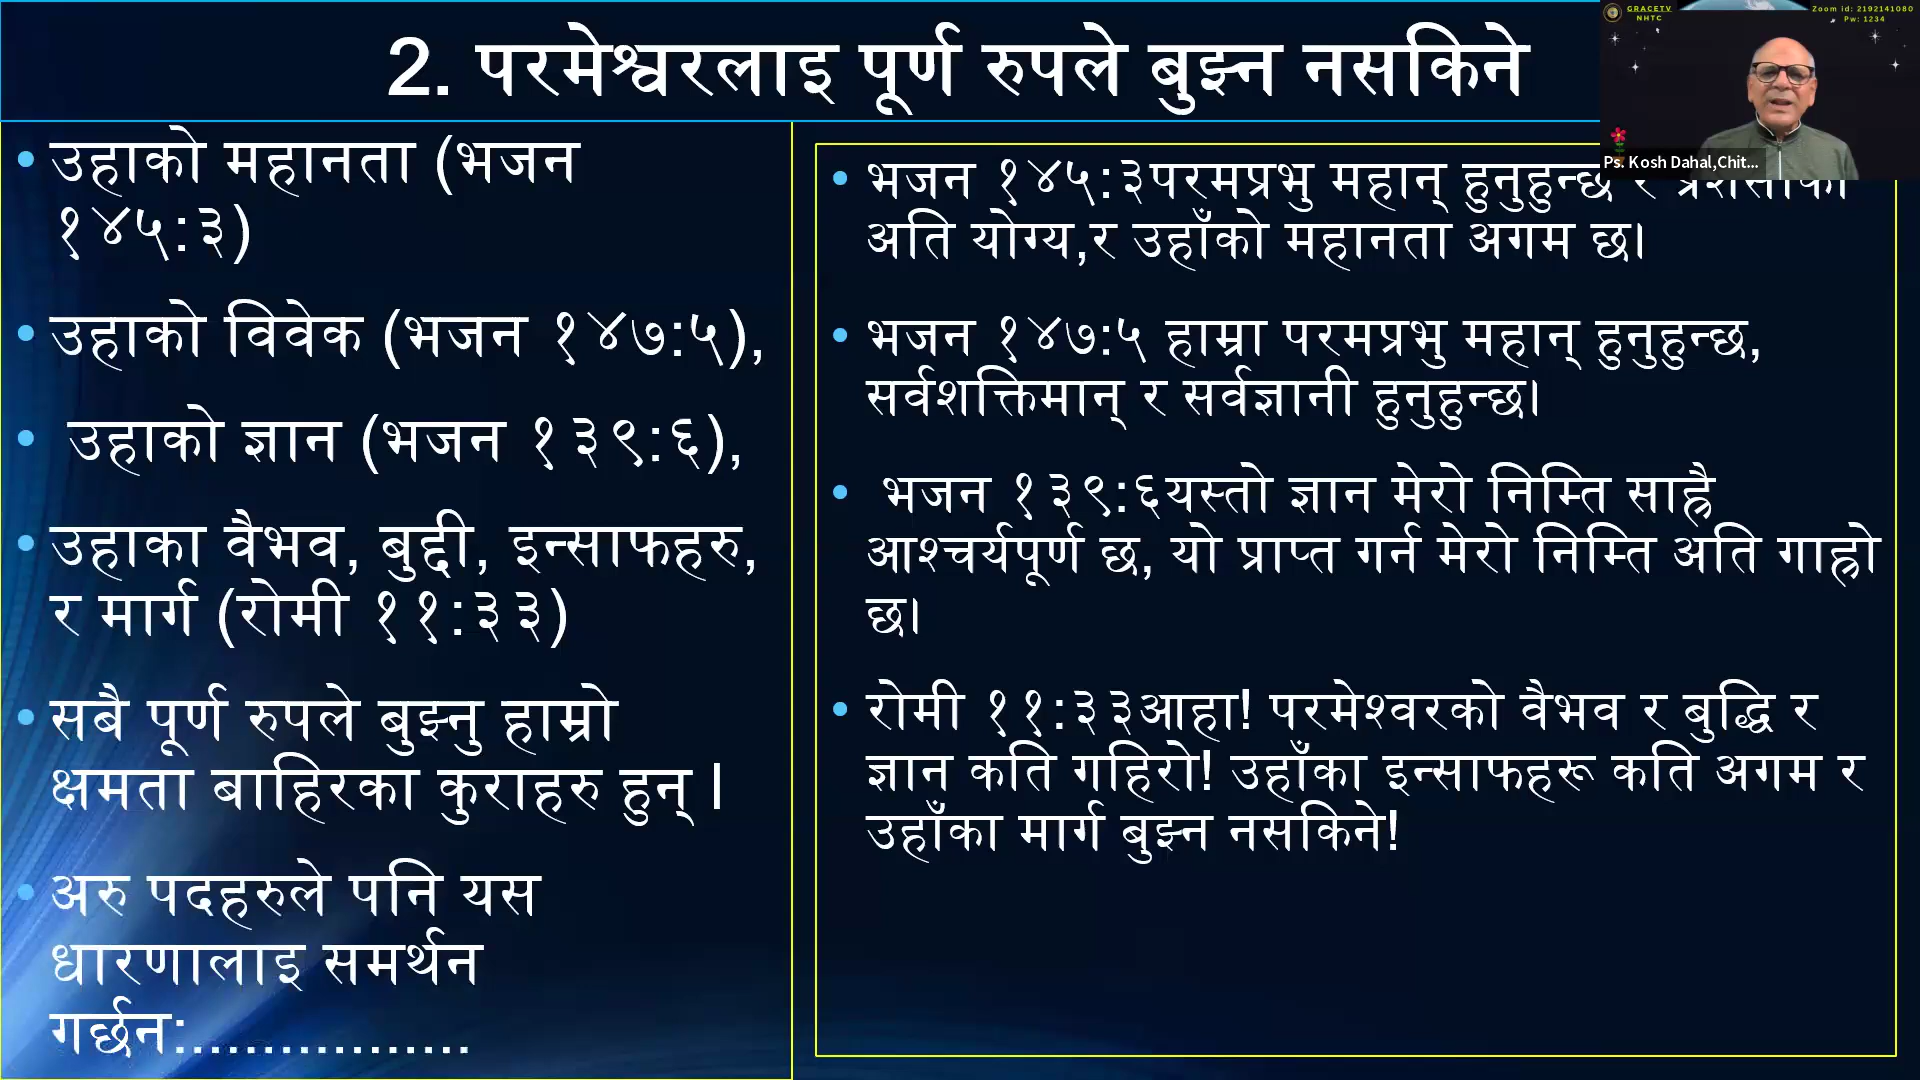 2. परमेश्वरलाइ पूर्ण रुपले बुझ्न नसकिने
GRACETV
NHTC
Zoom id: 2192141080
Pw: 1234
Ps. Kosh Dahal,Chit...
• उहाको महानता (भजन
१४५:३)
• उहाको विवेक (भजन १४७:५),
• उहाको ज्ञान (भजन १३९:६),
• उहाका वैभव, बुद्दी, इन्साफहरु,
र मार्ग (रोमी ११:३३)
• सबै पूर्ण रुपले बुझ्नु हाम्रो
क्षमता बाहिरका कुराहरु हुन् l
• अरु पदहरुले पनि यस
धारणालाइ समर्थन
गर्छन:.................
• भजन १४५:३परमप्रभु महान् हुनुहुन्छ र
अति योग्य,र उहाँको महानता अगम छ।
• भजन १४७:५ हाम्रा परमप्रभु महान् हुनुहुन्छ,
सर्वशक्तिमान् र सर्वज्ञानी हुनुहुन्छ।
• भजन १३९:६यस्तो ज्ञान मेरो निम्ति साह्रै
आश्चर्यपूर्ण छ, यो प्राप्त गर्न मेरो निम्ति अति गाह्रो
छ।
• रोमी ११:३३आहा! परमेश्वरको वैभव र बुद्धि र
ज्ञान कति गहिरो! उहाँका इन्साफहरू कति अगम र
उहाँका मार्ग बुझ्न नसकिने!